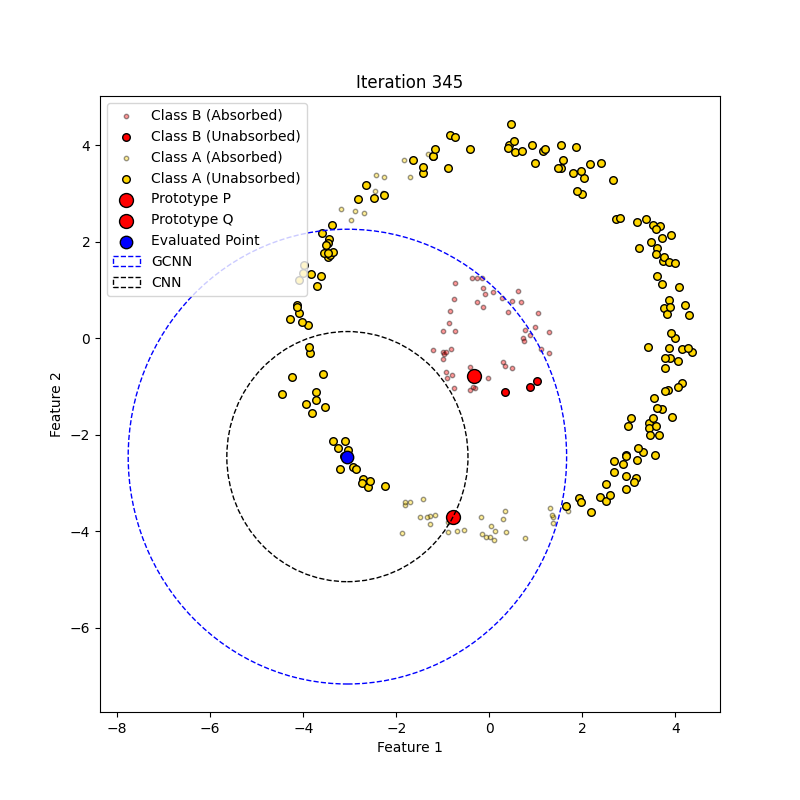 Iteration 345
Class B (Absorbed)
Class B (Unabsorbed)
Class A (Absorbed)
Class A (Unabsorbed)
Prototype P
Prototype Q
Evaluated Point
GCNN
CNN
4
2
0
−2
−4
−6
Feature 2
−8 −6 −4 −2 0 2 4
Feature 1